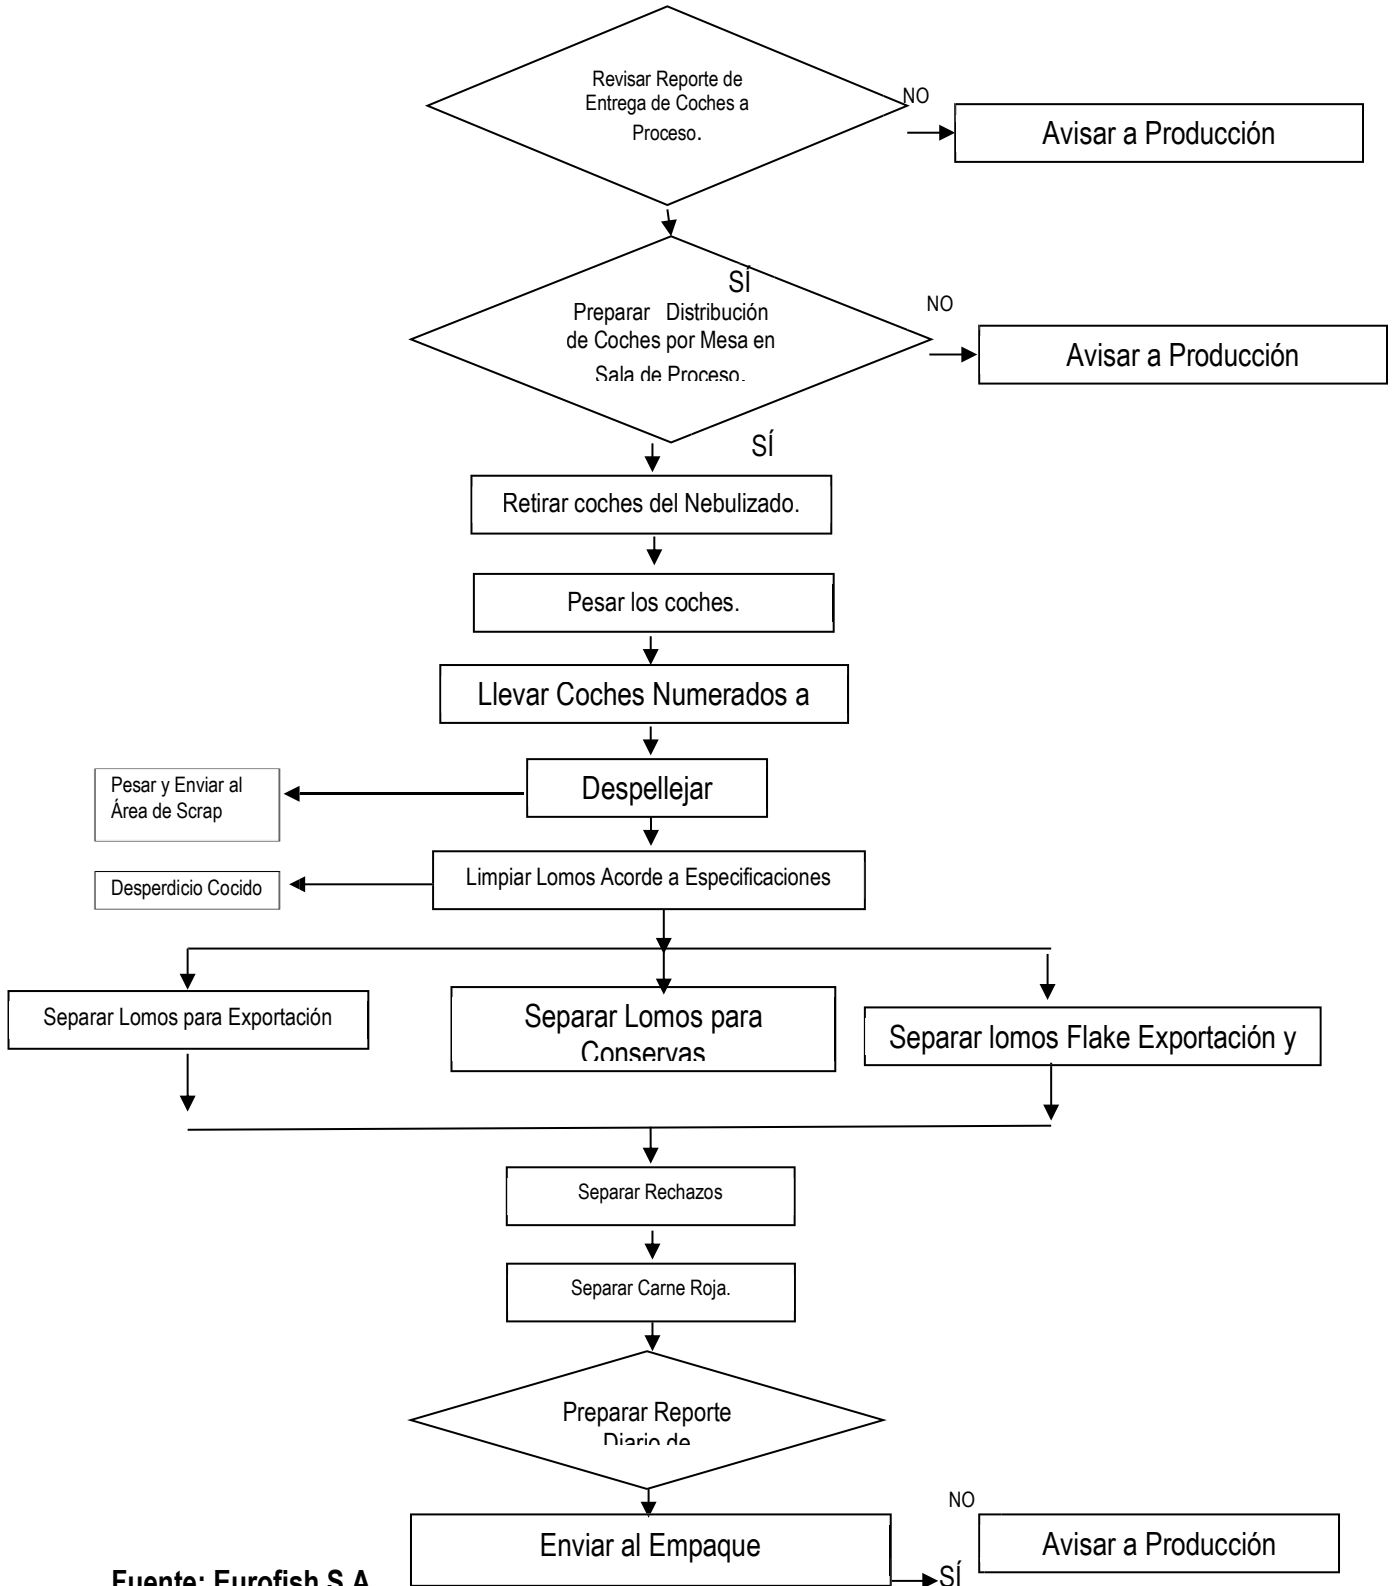 Revisar Reporte de
Entrega de Coches a
Proceso.
NO
Avisar a Producción
SÍ
Preparar Distribución
de Coches por Mesa en
Sala de Proceso.
NO
Avisar a Producción
SÍ
Retirar coches del Nebulizado.
Pesar los coches.
Llevar Coches Numerados a
Despellejar
Pesar y Enviar al
Área de Scrap
Limpiar Lomos Acorde a Especificaciones
Desperdicio Cocido
Separar Lomos para Exportación
Separar Lomos para
Conservas
Separar lomos Flake Exportación y
Separar Rechazos
Separar Carne Roja.
Preparar Reporte
Diario de
NO
Enviar al Empaque
Avisar a Producción
SÍ
Fuente: Eurofish S.A